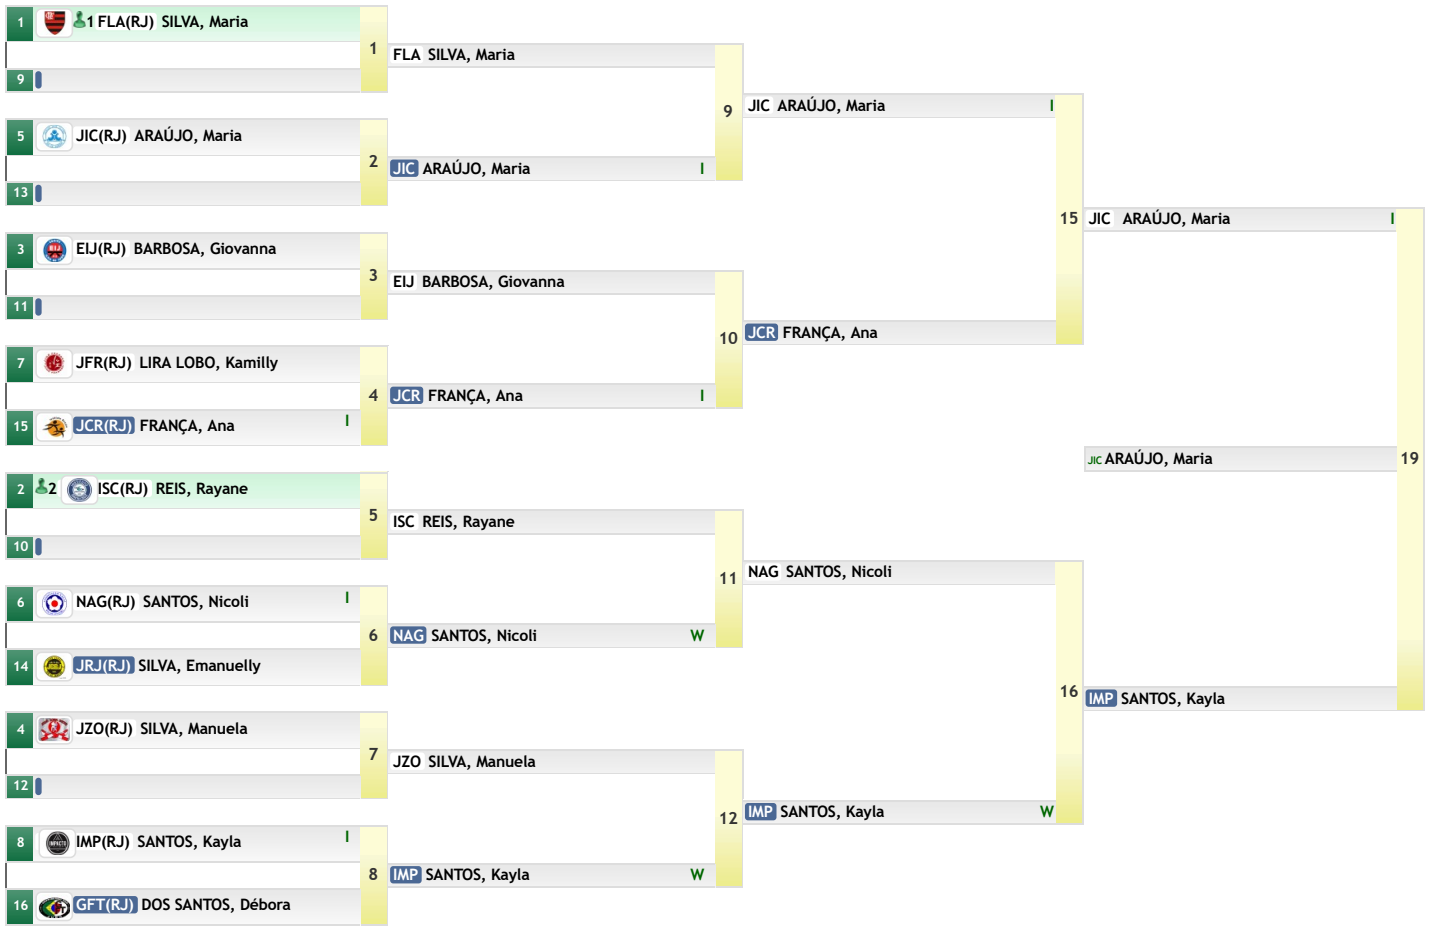 1 1 FLA(RJ) SILVA, Maria
1
9
FLA SILVA, Maria
5 JIC(RJ) ARAÚJO, Maria
2
13
JIC ARAÚJO, Maria I
9
3 EIJ(RJ) BARBOSA, Giovanna
3
11
EIJ BARBOSA, Giovanna
7 JFR(RJ) LIRA LOBO, Kamilly
4
15 JCR(RJ) FRANÇA, Ana I
JCR FRANÇA, Ana I
10
2 2 ISC(RJ) REIS, Rayane
5
10
ISC REIS, Rayane
6 NAG(RJ) SANTOS, Nicoli I
6
14 JRJ(RJ) SILVA, Emanuelly
NAG SANTOS, Nicoli W
11
4 JZO(RJ) SILVA, Manuela
7
12
JZO SILVA, Manuela
8 IMP(RJ) SANTOS, Kayla I
8
16 GFT(RJ) DOS SANTOS, Débora
IMP SANTOS, Kayla W
12
JIC ARAÚJO, Maria I
15
JCR FRANÇA, Ana
NAG SANTOS, Nicoli
16
IMP SANTOS, Kayla W
JIC ARAÚJO, Maria I
JIC ARAÚJO, Maria
19
IMP SANTOS, Kayla